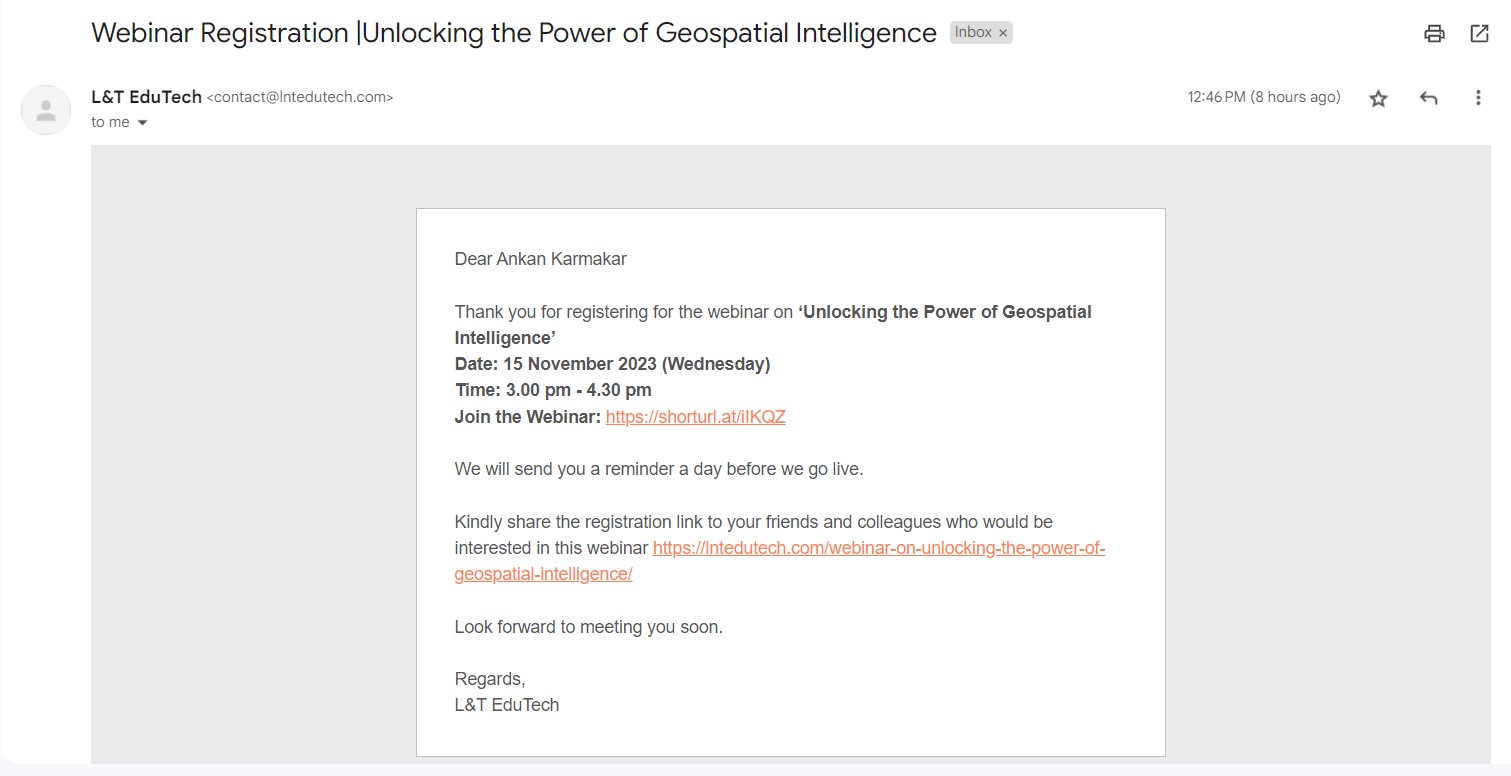 Webinar Registration |Unlocking the Power of Geospatial Intelligence Inbox ×
L&T EduTech <contact@lntedutech.com> 12:46 PM (8 hours ago)
to me
Dear Ankan Karmakar
Thank you for registering for the webinar on ‘Unlocking the Power of Geospatial
Intelligence’
Date: 15 November 2023 (Wednesday)
Time: 3.00 pm - 4.30 pm
Join the Webinar: https://shorturl.at/iIKQZ
We will send you a reminder a day before we go live.
Kindly share the registration link to your friends and colleagues who would be
interested in this webinar https://lntedutech.com/webinar-on-unlocking-the-power-of-
geospatial-intelligence/
Look forward to meeting you soon.
Regards,
L&T EduTech